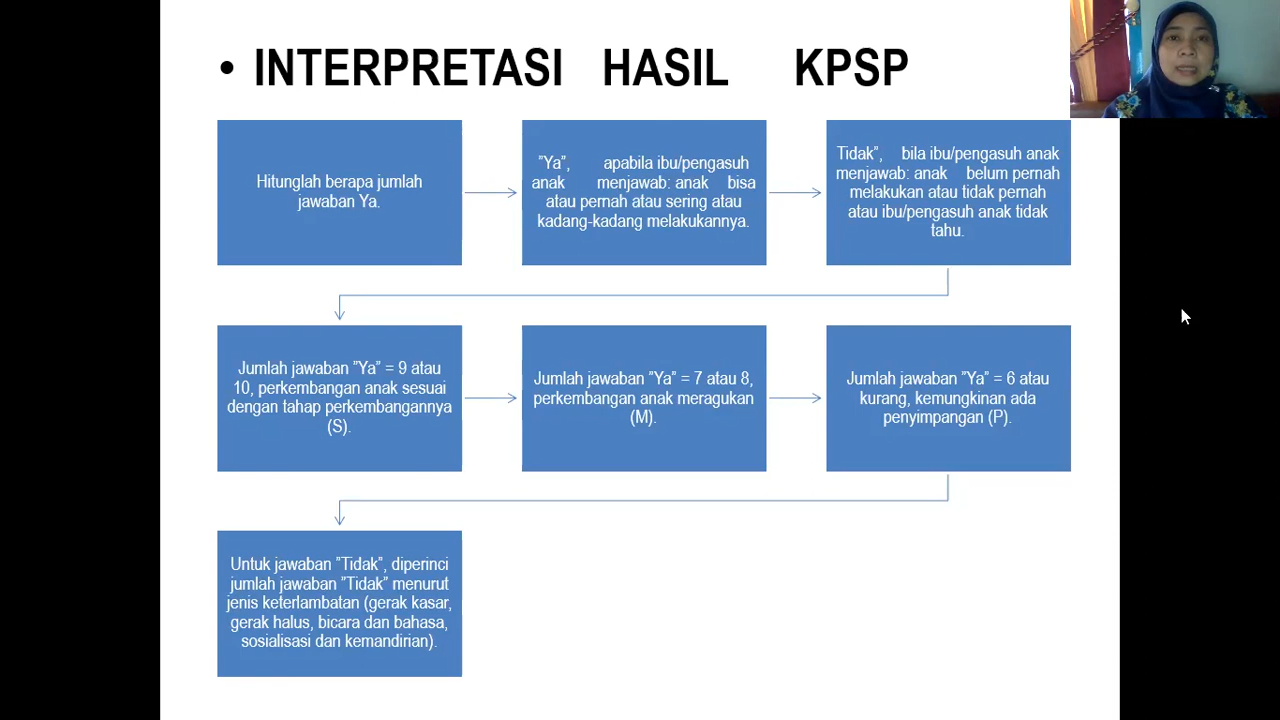 • INTERPRETASI HASIL KPSP
Hitunglah berapa jumlah
jawaban Ya.
”Ya”, apabila ibu/pengasuh
anak menjawab: anak bisa
atau pernah atau sering atau
kadang-kadang melakukannya.
Tidak”, bila ibu/pengasuh anak
menjawab: anak belum pernah
melakukan atau tidak pernah
atau ibu/pengasuh anak tidak
tahu.
Jumlah jawaban ”Ya” = 9 atau
10, perkembangan anak sesuai
dengan tahap perkembangannya
(S).
Jumlah jawaban ”Ya” = 7 atau 8,
perkembangan anak meragukan
(M).
Jumlah jawaban ”Ya” = 6 atau
kurang, kemungkinan ada
penyimpangan (P).
Untuk jawaban ”Tidak”, diperinci
jumlah jawaban ”Tidak” menurut
jenis keterlambatan (gerak kasar,
gerak halus, bicara dan bahasa,
sosialisasi dan kemandirian).